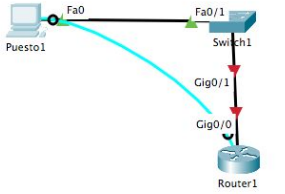 Fa0
Fa0/1
Puesto1
Switch1
Gig0/1
Gig0/0
Router1